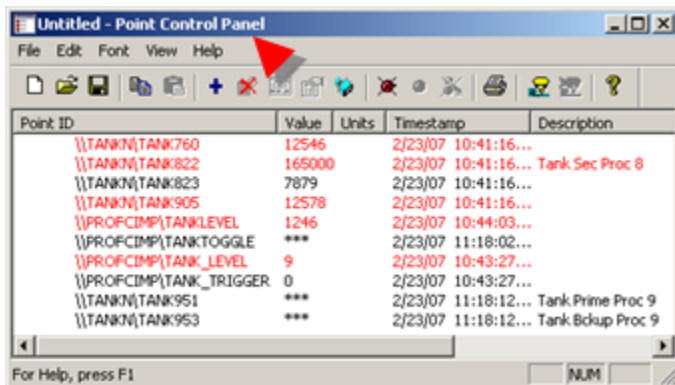 Untitled - Point Control Panel
File Edit Font View Help
Point ID Value Units Timestamp Description
\\TANKN\TANK760 12546 2/23/07 10:41:16...
\\TANKN\TANK822 165000 2/23/07 10:41:16... Tank Sec Proc 8
\\TANKN\TANK823 7879 2/23/07 10:41:16...
\\TANKN\TANK905 12578 2/23/07 10:41:16...
\\PROFCIMP\TANKLEVEL 1246 2/23/07 10:44:03...
\\PROFCIMP\TANKTOGGLE *** 2/23/07 11:18:02...
\\PROFCIMP\TANK_LEVEL 9 2/23/07 10:43:27...
\\PROFCIMP\TANK_TRIGGER 0 2/23/07 10:43:27...
\\TANKN\TANK951 *** 2/23/07 11:18:12... Tank Prime Proc 9
\\TANKN\TANK953 *** 2/23/07 11:18:12... Tank Bckup Proc 9
For Help, press F1 NUM